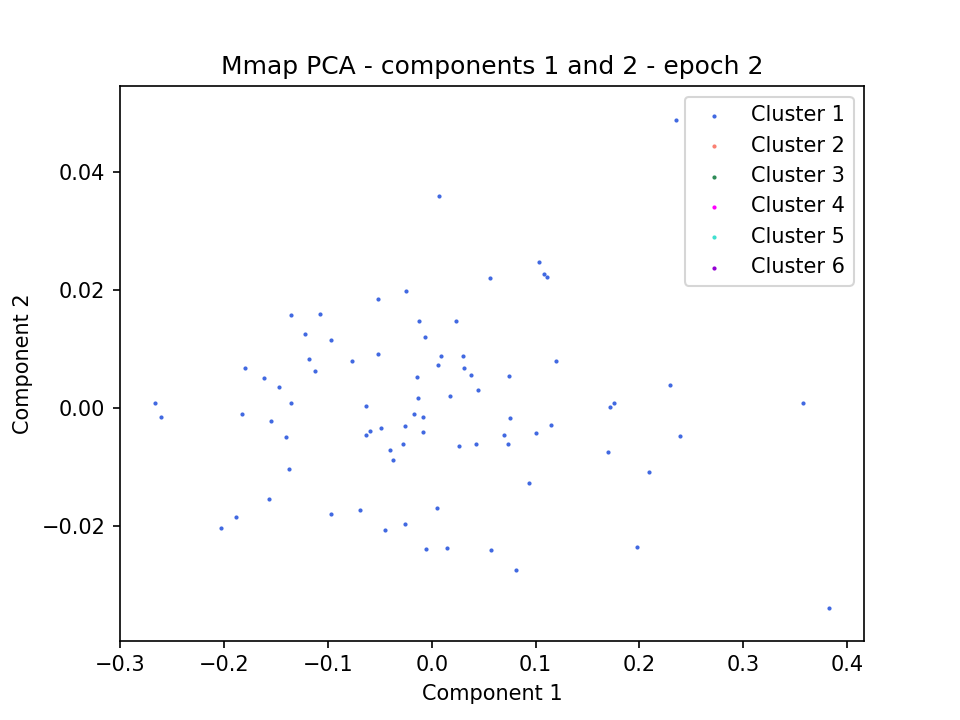 Mmap PCA - components 1 and 2 - epoch 2
Cluster 1
Cluster 2
Cluster 3
Cluster 4
Cluster 5
Cluster 6
0.04
0.02
0.00
−0.02
Component 2
−0.3 −0.2 −0.1 0.0 0.1 0.2 0.3 0.4
Component 1